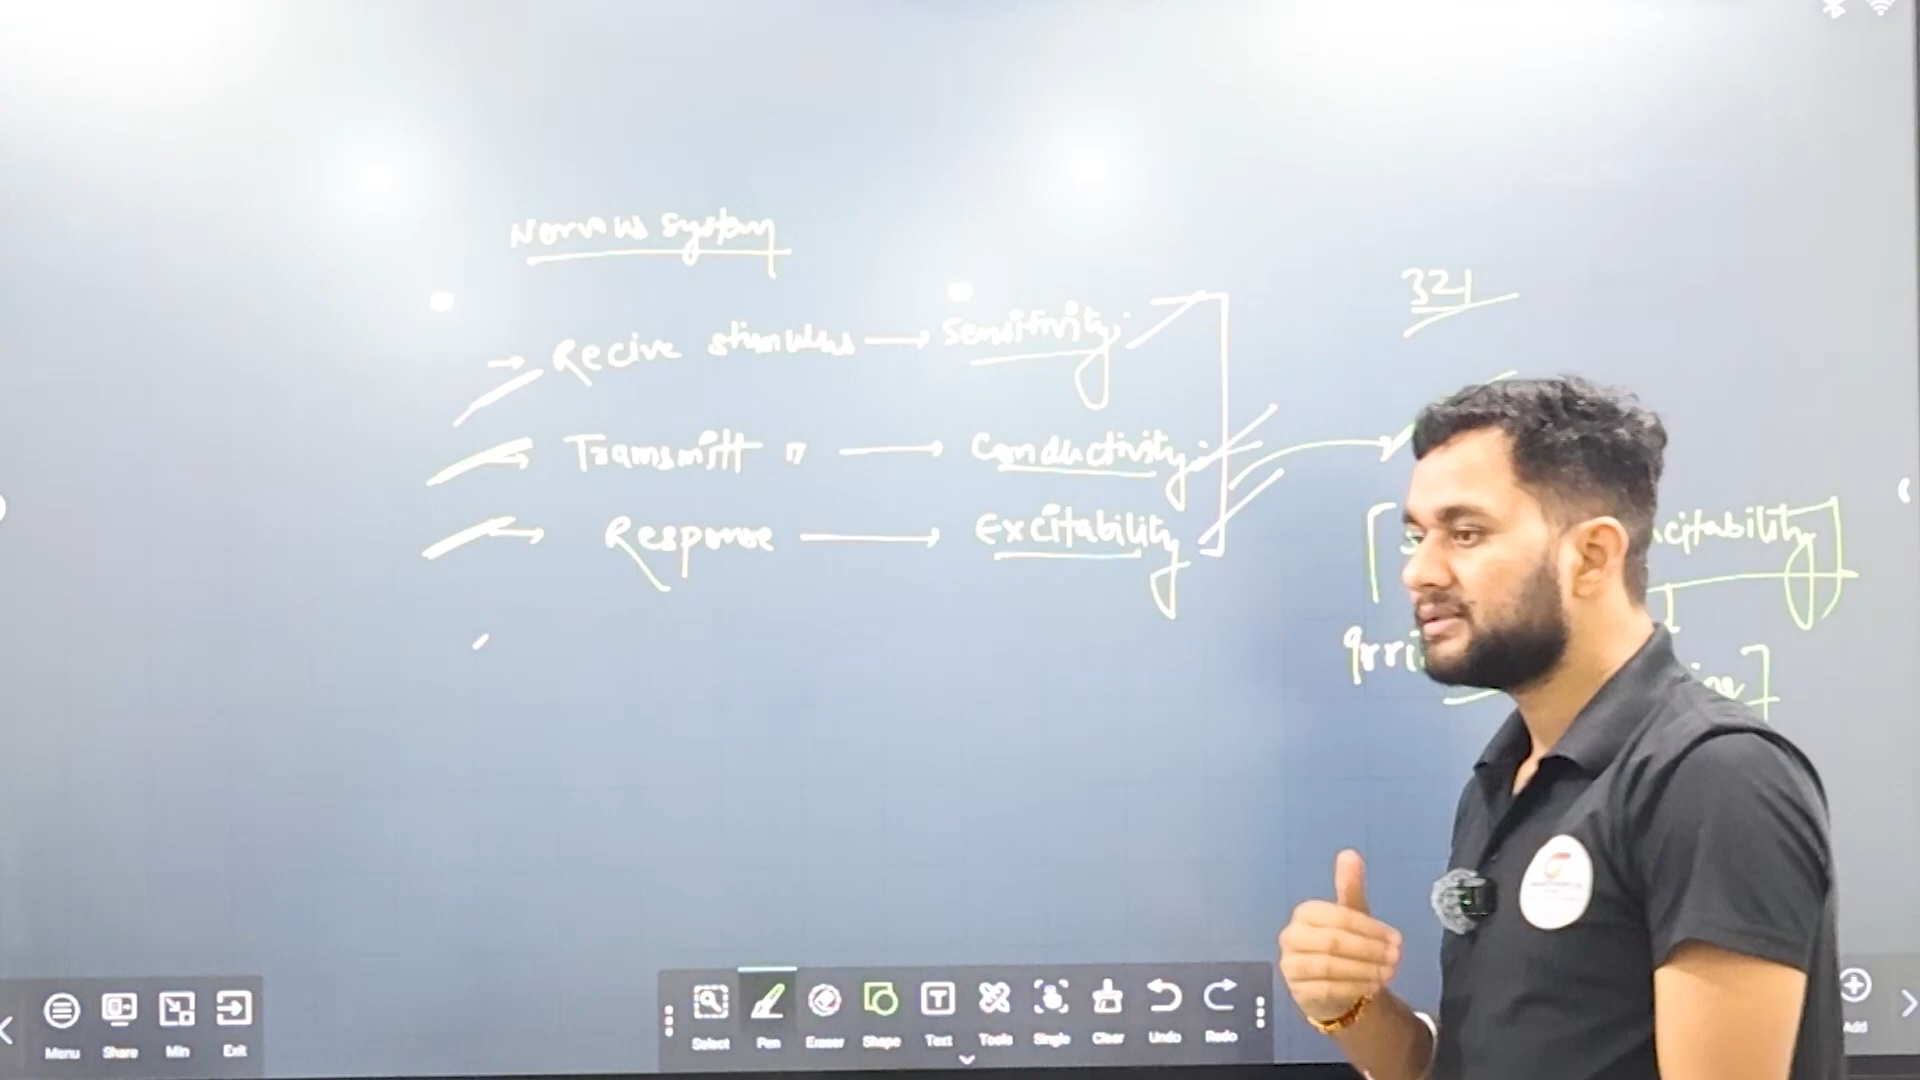 Nervous system
321
→ Recive stimulus → Sensitivity
→ Transmitt " → Conductivity
→ Response → Excitability
citability
Menu Share Min Exit
Select Pen Eraser Shape Text Tools Single Clear Undo Redo
Add